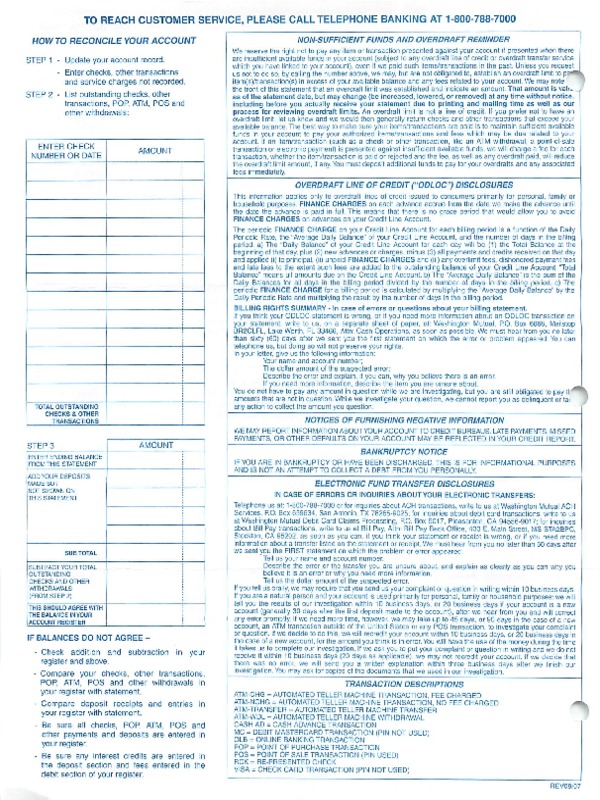 TO REACH CUSTOMER SERVICE, PLEASE CALL TELEPHONE BANKING AT 1-800-788-7000
HOW TO RECONCILE YOUR ACCOUNT
STEP 1 - Update your account record.
- Enter checks, other transactions
and service charges not recorded.
STEP 2 - List outstanding checks, other
transactions, POP, ATM, POS and
other withdrawals:
ENTER CHECK
NUMBER OR DATE
AMOUNT
TOTAL OUTSTANDING
CHECKS & OTHER
TRANSACTIONS
STEP 3
AMOUNT
ENTER ENDING BALANCE
FROM THIS STATEMENT
ADD YOUR DEPOSITS
MADE BUT
NOT SHOWN ON
THIS STATEMENT
SUB TOTAL
SUBTRACT YOUR TOTAL
OUTSTANDING
CHECKS AND OTHER
WITHDRAWALS
(FROM STEP 2)
THIS SHOULD AGREE WITH
THE BALANCE IN YOUR
ACCOUNT REGISTER
IF BALANCES DO NOT AGREE –
- Check addition and subtraction in your
register and above.
- Compare your checks, other transactions,
POP, ATM, POS and other withdrawals in
your register with statement.
- Compare deposit receipts and entries in
your register with statement.
- Be sure all checks, POP, ATM, POS and
other payments and deposits are entered in
your register.
- Be sure any interest credits are entered in
the deposit section and fees entered in the
debit section of your register.
NON-SUFFICIENT FUNDS AND OVERDRAFT REMINDER
We reserve the right not to pay any item or transaction presented against your account if presented when there
are insufficient available funds in your account (subject to any overdraft line of credit or overdraft transfer service
which you have linked to your account), even if we paid such items/transactions in the past. Unless you request
us not to do so, by calling the number above, we may, but are not obligated to, establish an overdraft limit to
item(s)/transaction(s) in excess of your available balance and any fees related to your account. We may note
the front of this statement that an overdraft limit was established and indicate an amount. That amount is
as of the statement date, but may change (be increased, lowered, or removed) at any time without notice
including before you actually receive your statement due to printing and mailing time as well as our
process for reviewing overdraft limits. An overdraft limit is not a line of credit. If you prefer not to have an
overdraft limit, let us know and we would then generally return checks and other transactions that exceed your
available balance. The best way to make sure your items/transactions are paid is to maintain sufficient available
funds in your account to pay your authorized items/transactions and fees which may be due related to your
account. If an item/transaction (such as a check or other transaction, like an ATM withdrawal, a point-of-sale
transaction or electronic payment) is presented against insufficient available funds, we will charge a fee for each
transaction, whether the item/transaction is paid or rejected and the fee, as well as any overdraft paid, will reduce
the overdraft limit amount, if any. You must deposit additional funds to pay for your overdrafts and any associated
fees immediately.
OVERDRAFT LINE OF CREDIT ("ODLOC") DISCLOSURES
This information applies only to overdraft lines of credit issued to consumers primarily for personal, family or
household purposes. FINANCE CHARGES on each advance accrue from the date we make the advance until
the date the advance is paid in full. This means that there is no grace period that would allow you to avoid
FINANCE CHARGES on advances on your Credit Line Account.
The periodic FINANCE CHARGE on your Credit Line Account for each billing period is a function of the Daily
Periodic Rate, the "Average Daily Balance" of your Credit Line Account, and the number of days in the billing
period. a) The "Daily Balance" of your Credit Line Account for each day will be (1) the Total Balance at the
beginning of that day plus (2) new advances or charges, minus (3) all payments and credits received on that day
and applied (i) to principal, (ii) unpaid FINANCE CHARGES and (iii) any overlimit fees, dishonored payment fees
and late fees to the extent such fees are added to the outstanding balance of your Credit Line Account. "Total
Balance" means all amounts due on the Credit Line Account. b) The "Average Daily Balance" is the sum of the
Daily Balances for all days in the billing period divided by the number of days in the billing period. c) The
periodic FINANCE CHARGE for a billing period is calculated by multiplying the "Average Daily Balance" by the
Daily Periodic Rate and multiplying the result by the number of days in the billing period.
BILLING RIGHTS SUMMARY - In case of errors or questions about your billing statement.
If you think your ODLOC statement is wrong, or if you need more information about an ODLOC transaction on
your statement, write to us, on a separate sheet of paper, at: Washington Mutual, P.O. Box 6665, Mailstop
Lake Worth, FL 33466, Attn: Cash Operations, as soon as possible. We must hear from you no later
than sixty (60) days after we sent you the first statement on which the error or problem appeared. You can
telephone us, but doing so will not preserve your rights.
In your letter, give us the following information:
Your name and account number;
The dollar amount of the suspected error;
Describe the error and explain, if you can, why you believe there is an error.
If you need more information, describe the item you are unsure about.
You do not have to pay any amount in question while we are investigating, but you are still obligated to pay
amounts that are not in question. While we investigate your question, we cannot report you as delinquent or
any action to collect the amount you question.
NOTICES OF FURNISHING NEGATIVE INFORMATION
WE MAY REPORT INFORMATION ABOUT YOUR ACCOUNT TO CREDIT BUREAUS. LATE PAYMENTS, MISSED
PAYMENTS, OR OTHER DEFAULTS ON YOUR ACCOUNT MAY BE REFLECTED IN YOUR CREDIT REPORT.
BANKRUPTCY NOTICE
IF YOU ARE IN BANKRUPTCY OR HAVE BEEN DISCHARGED, THIS IS FOR INFORMATIONAL PURPOSES
AND IS NOT AN ATTEMPT TO COLLECT A DEBT FROM YOU PERSONALLY.
ELECTRONIC FUND TRANSFER DISCLOSURES
IN CASE OF ERRORS OR INQUIRIES ABOUT YOUR ELECTRONIC TRANSFERS:
Telephone us at 1-800-788-7000 or for inquiries about ACH transactions, write to us at Washington Mutual ACH
Services, P.O. Box San Antonio, TX for inquiries about debit card transactions, write to us
at Washington Mutual Debit Card Claims Processing, P.O. Box 9017, Pleasanton, CA for inquiries
about Bill Pay transactions, write to us at Bill Pay, Attn: Bill Pay Back Office, 400 E. Main Street,
Stockton, CA as soon as you can, if you think your statement or receipt is wrong, or if you need more
information about a transfer listed on the statement or receipt. We must hear from you no later than 60 days after
we sent you the FIRST statement on which the problem or error appeared.
Tell us your name and account number.
Describe the error or the transfer you are unsure about, and explain as clearly as you can why you
believe it is an error or why you need more information.
Tell us the dollar amount of the suspected error.
If you tell us orally, we may require that you send us your complaint or question in writing within 10 business days.
If you are a natural person and your account is used primarily for personal, family or household purposes: we will
tell you the results of our investigation within 10 business days, or 20 business days if your account is a new
account (generally 30 days after the first deposit made to the account), after we hear from you and will correct
any error promptly. If we need more time, however, we may take up to 45 days, or 90 days in the case of a new
account, an ATM transaction outside of the United States or any POS transaction, to investigate your complaint
or question. If we decide to do this, we will recredit your account within 10 business days, or 20 business days in
the case of a new account, for the amount you think is in error. You will have the use of the money during the time
it takes us to complete our investigation. If we ask you to put your complaint or question in writing and we do not
receive it within 10 business days (20 days as applicable), we may not recredit your account. If we decide that
there was no error, we will send you a written explanation within three business days after we finish our
investigation. You may ask for copies of the documents that we used in our investigation.
TRANSACTION DESCRIPTIONS
ATM-CHG = AUTOMATED TELLER MACHINE TRANSACTION, FEE CHARGED
ATM-NCHG = AUTOMATED TELLER MACHINE TRANSACTION, NO FEE CHARGED
ATM-TRANSFER = AUTOMATED TELLER MACHINE TRANSFER
ATM-WDL = AUTOMATED TELLER MACHINE WITHDRAWAL
CASH AD = CASH ADVANCE TRANSACTION
MC = DEBIT MASTERCARD TRANSACTION (PIN NOT USED)
OLB = ONLINE BANKING TRANSACTION
POP = POINT OF PURCHASE TRANSACTION
POS = POINT OF SALE TRANSACTION (PIN USED)
RCK = RE-PRESENTED CHECK
VISA = CHECK CARD TRANSACTION (PIN NOT USED)
REV09/07